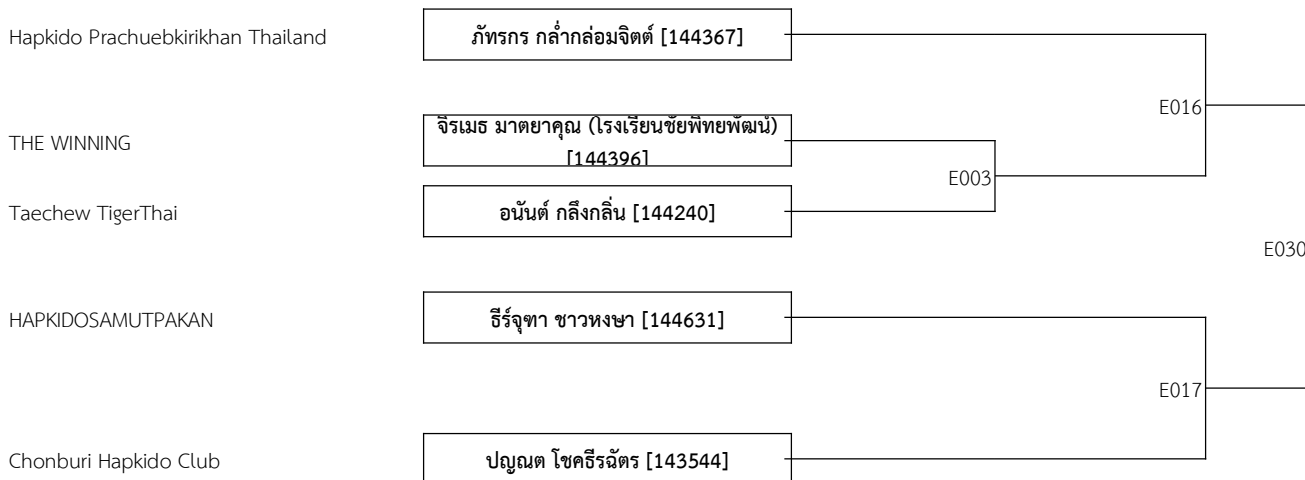 Hapkido Prachuebkirikhan Thailand
ภัทรกร กล่ำกล่อมจิตต์ [144367]
E016
THE WINNING
จิรเมธ มาตยาคุณ (โรงเรียนชัยพิทยพัฒน์)
[144396]
E003
Taechew TigerThai
อนันต์ กลึงกลิ่น [144240]
E030
HAPKIDOSAMUTPAKAN
ธีร์จุฑา ชาวหงษา [144631]
E017
Chonburi Hapkido Club
ปญณต โชคธีรฉัตร [143544]